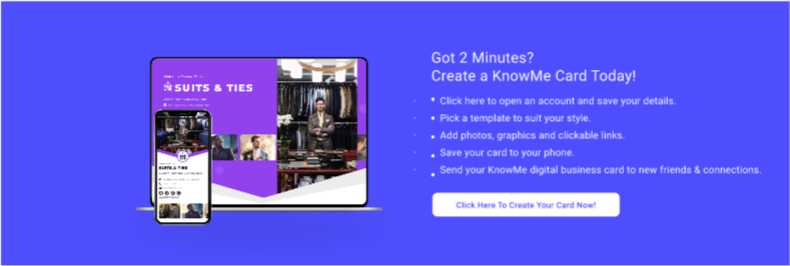 SUITS & TIES
SUITS & TIES
Got 2 Minutes?
Create a KnowMe Card Today!
Click here to open an account and save your details.
Pick a template to suit your style.
Add photos, graphics and clickable links.
Save your card to your phone.
Send your KnowMe digital business card to new friends & connections.
Click Here To Create Your Card Now!